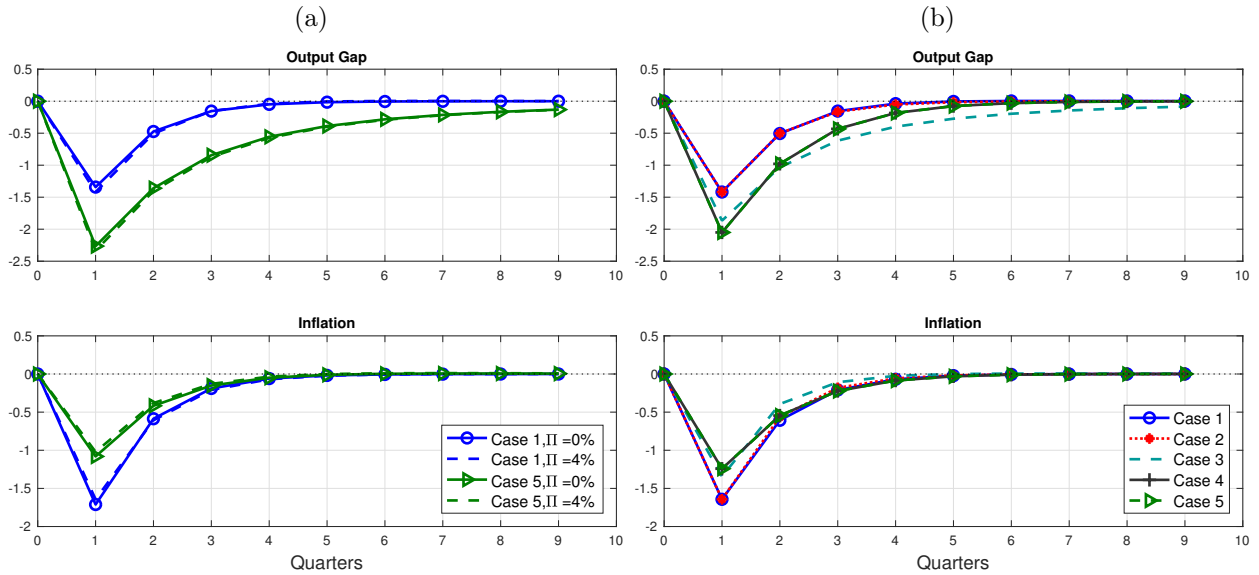 (a)
Output Gap
0.5
0
-0.5
-1
-1.5
-2
-2.5
0 1 2 3 4 5 6 7 8 9 10
Inflation
0.5
0
-0.5
-1
-1.5
-2
0 1 2 3 4 5 6 7 8 9 10
Quarters
Case 1,Π =0%
Case 1,Π =4%
Case 5,Π =0%
Case 5,Π =4%
(b)
Output Gap
0.5
0
-0.5
-1
-1.5
-2
-2.5
0 1 2 3 4 5 6 7 8 9 10
Inflation
0.5
0
-0.5
-1
-1.5
-2
0 1 2 3 4 5 6 7 8 9 10
Quarters
Case 1
Case 2
Case 3
Case 4
Case 5